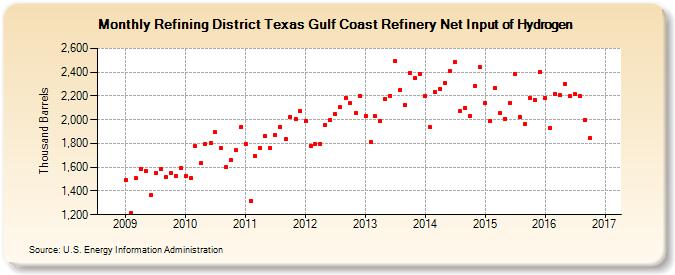 Monthly Refining District Texas Gulf Coast Refinery Net Input of Hydrogen
Thousand Barrels
2,600
2,400
2,200
2,000
1,800
1,600
1,400
1,200
2009 2010 2011 2012 2013 2014 2015 2016 2017
Source: U.S. Energy Information Administration